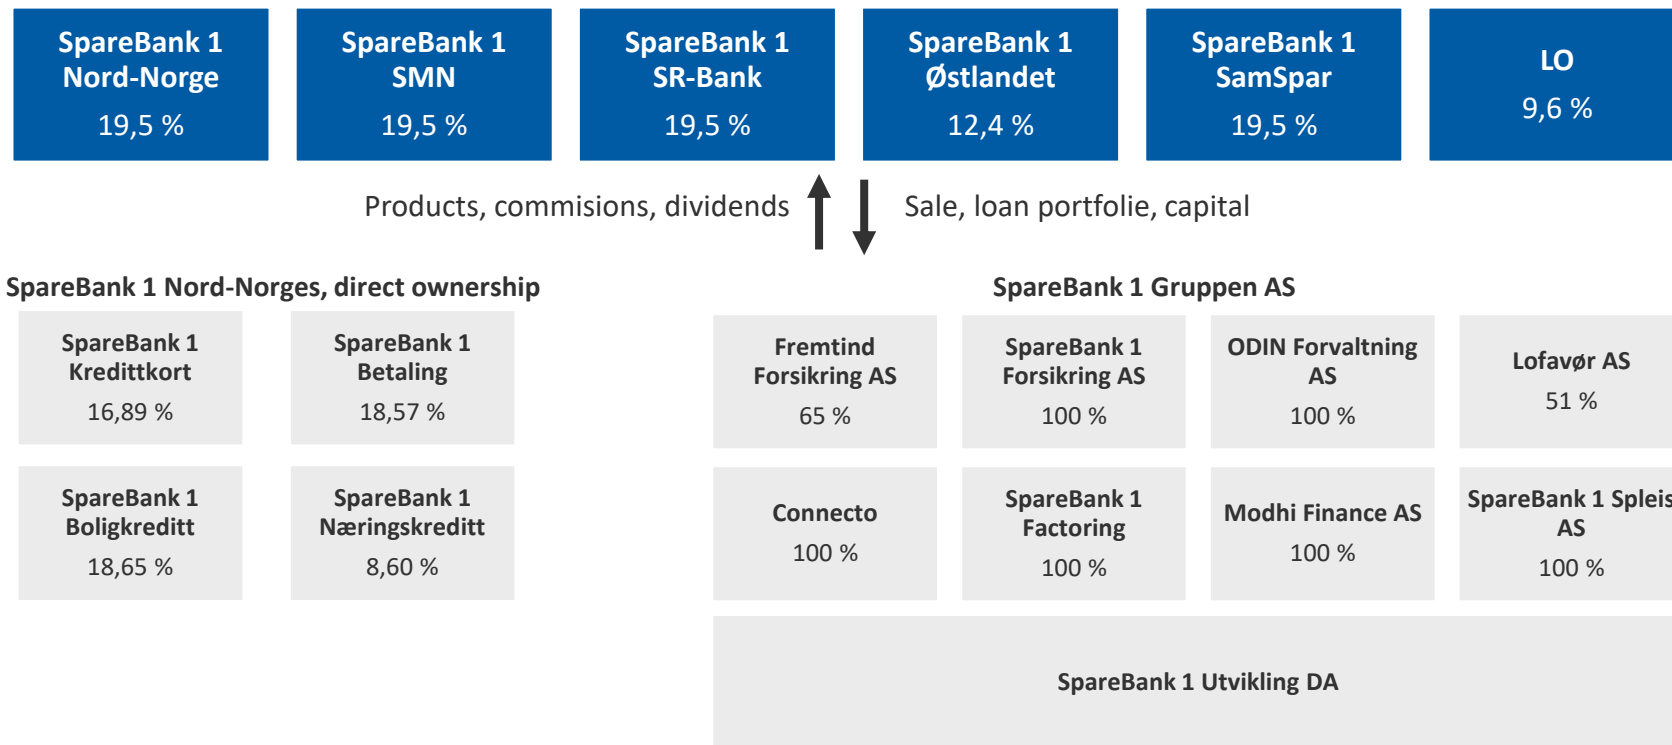 SpareBank 1
Nord-Norge
19,5 %
SpareBank 1
SMN
19,5 %
SpareBank 1
SR-Bank
19,5 %
SpareBank 1
Østlandet
12,4 %
SpareBank 1
SamSpar
19,5 %
LO
9,6 %
Products, commisions, dividends
Sale, loan portfolie, capital
SpareBank 1 Nord-Norges, direct ownership
SpareBank 1
Kredittkort
16,89 %
SpareBank 1
Betaling
18,57 %
SpareBank 1
Boligkreditt
18,65 %
SpareBank 1
Næringskreditt
8,60 %
SpareBank 1 Gruppen AS
Fremtind
Forsikring AS
65 %
SpareBank 1
Forsikring AS
100 %
ODIN Forvaltning
AS
100 %
Lofavør AS
51 %
Connecto
100 %
SpareBank 1
Factoring
100 %
Modhi Finance AS
100 %
SpareBank 1 Spleis
AS
100 %
SpareBank 1 Utvikling DA